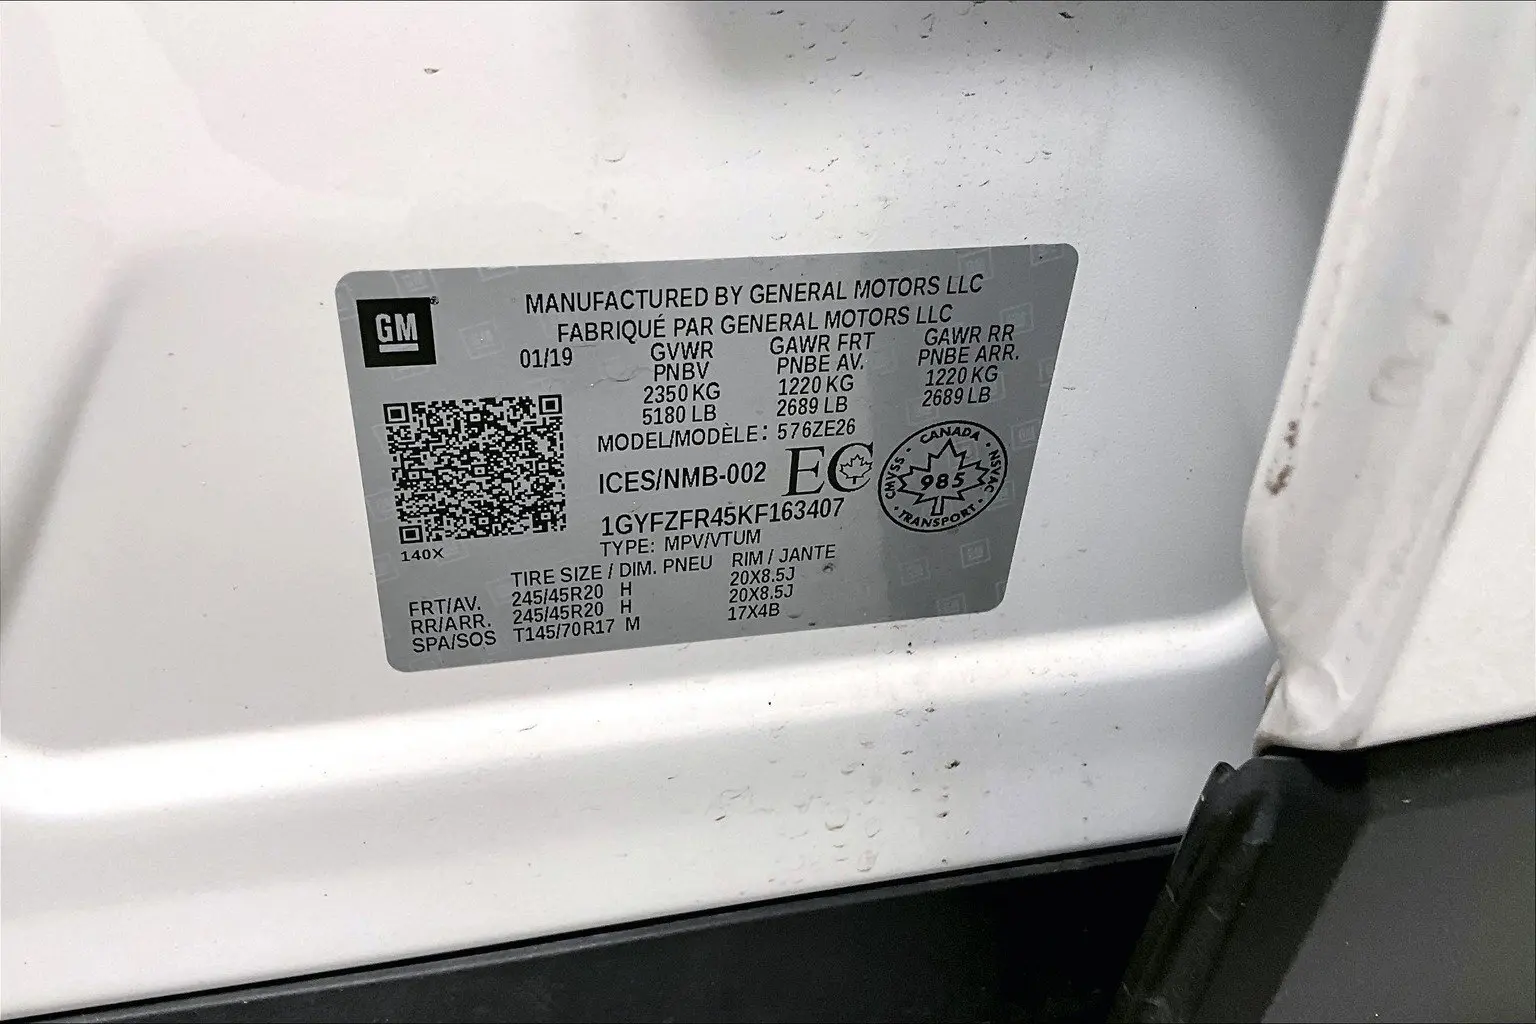 GM
MANUFACTURED BY GENERAL MOTORS LLC
FABRIQUÉ PAR GENERAL MOTORS LLC
01/19 GVWR GAWR FRT GAWR RR
PNBV PNBE AV. PNBE ARR.
2350 KG 1220 KG 1220 KG
5180 LB 2689 LB 2689 LB
MODEL/MODÈLE: 576ZE26
ICES/NMB-002 EC
CANADA
CMVSS 985 NSVAC
TRANSPORT
1GYFZFR45KF163407
140X
TYPE: MPV/VTUM
TIRE SIZE / DIM. PNEU RIM / JANTE
FRT/AV. 245/45R20 H 20X8.5J
RR/ARR. 245/45R20 H 20X8.5J
SPA/SOS T145/70R17 M 17X4B